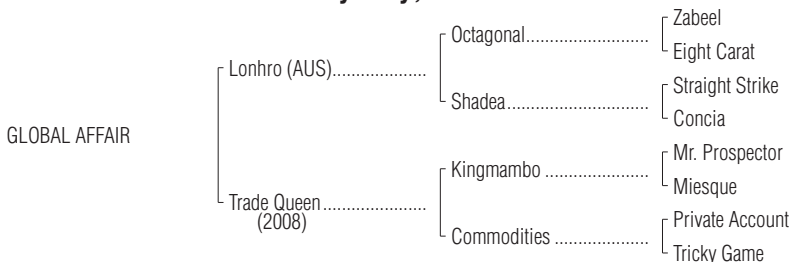 Zabeel
Octagonal..............................
Eight Carat
Lonhro (AUS)....................
Straight Strike
Shadea..................................
Concia
GLOBAL AFFAIR
Mr. Prospector
Kingmambo ........................
Miesque
Trade Queen......................
(2008)
Private Account
Commodities ......................
Tricky Game